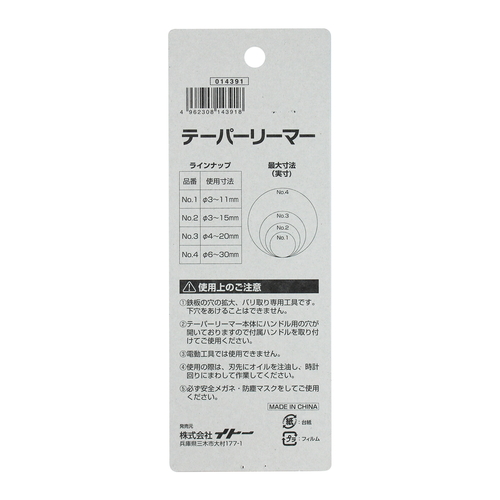 014391
4 962308 143918
テーパーリーマー
ラインナップ
品番 使用寸法
No.1 φ3〜11mm
No.2 φ3〜15mm
No.3 φ4〜20mm
No.4 φ6〜30mm
最大寸法
(実寸)
No.4
No.3
No.2
No.1
使用上のご注意
①鉄板の穴の拡大、バリ取り専用工具です。
下穴をあけることはできません。
②テーパーリーマー本体にハンドル用の穴が
開いておりますので付属ハンドルを取り付
けてご使用ください。
③電動工具では使用できません。
④使用の際は、刃先にオイルを注油し、時計
回りにまわして作業してください。
⑤必ず安全メガネ・防塵マスクをしてご使用
ください。
MADE IN CHINA
発売元
株式会社 イトー
兵庫県三木市大村177-1
紙 :台紙
プラ :フィルム